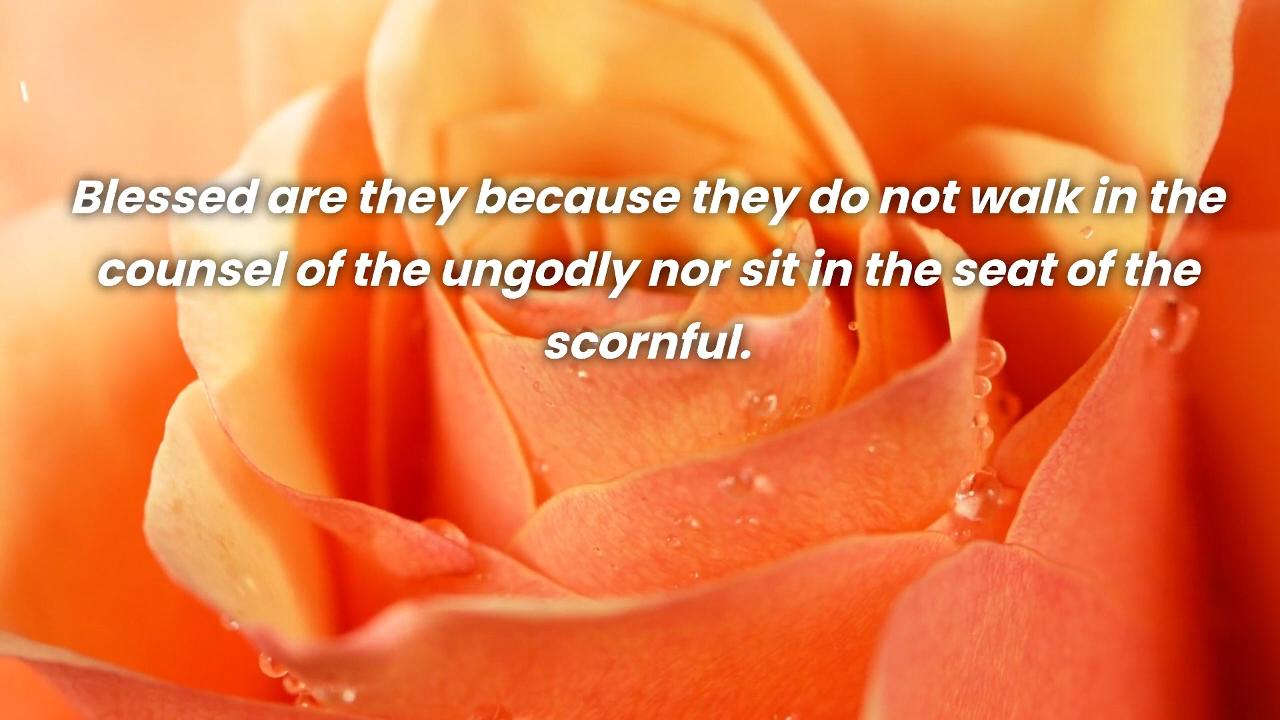 Blessed are they because they do not walk in the
counsel of the ungodly nor sit in the seat of the
scornful.